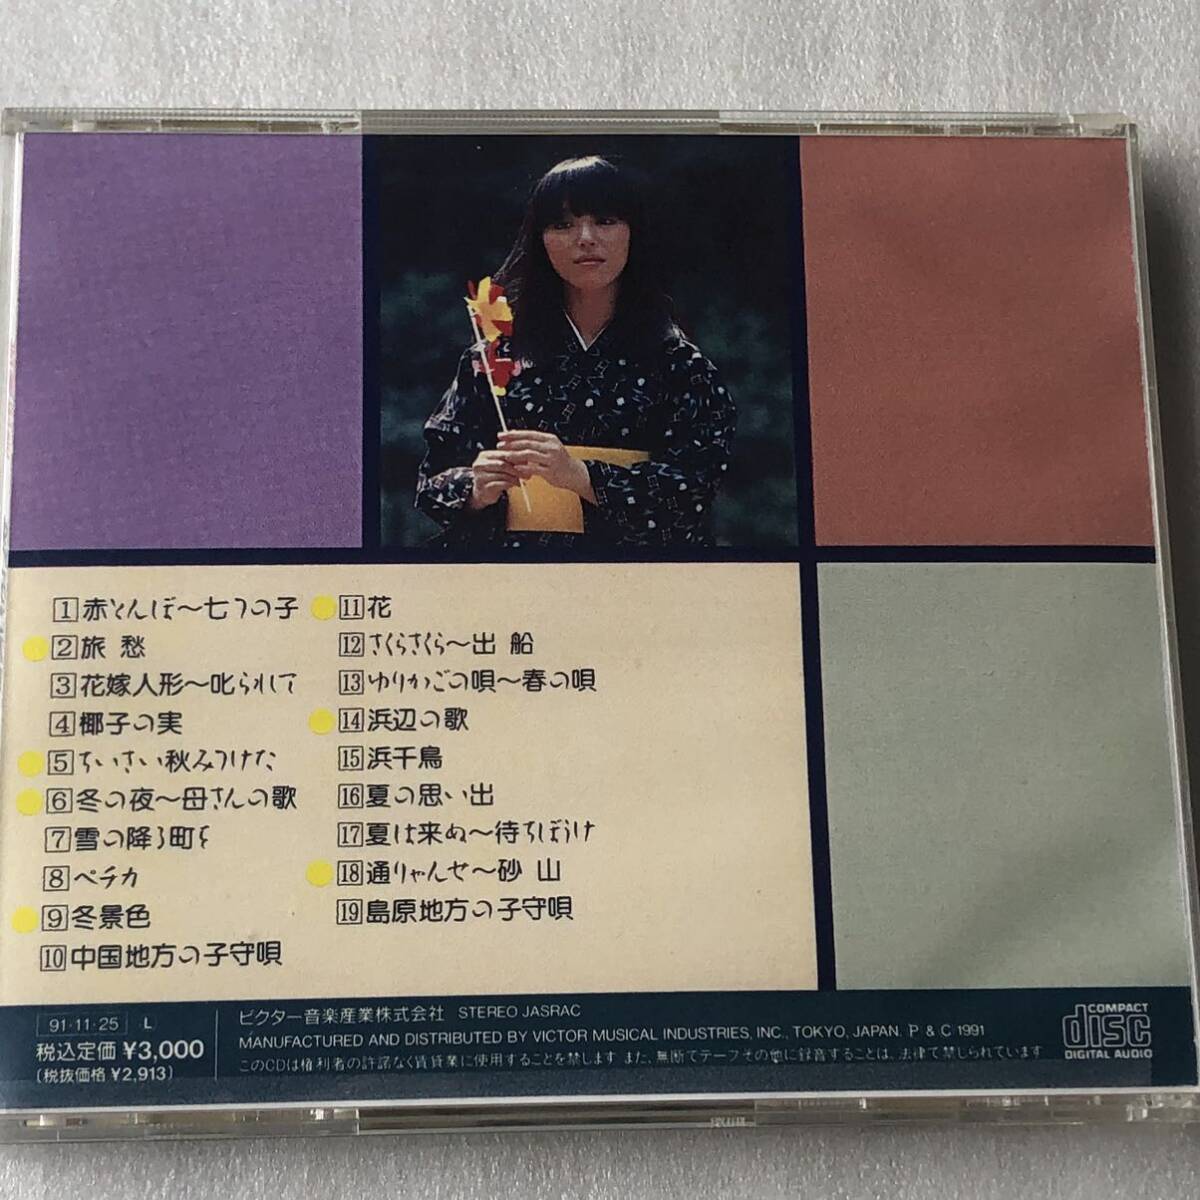 1 赤とんぼ〜七つの子
2 旅 愁
3 花嫁人形〜叱られて
4 椰子の実
5 ちいさい秋みつけた
6 冬の夜〜母さんの歌
7 雪の降る町を
8 ペチカ
9 冬景色
10 中国地方の子守唄
11 花
12 さくらさくら〜出 船
13 ゆりかごの唄〜春の唄
14 浜辺の歌
15 浜千鳥
16 夏の思い出
17 夏は来ぬ〜待ちぼうけ
18 通りゃんせ〜砂 山
19 島原地方の子守唄
91·11·25 L
税込定価 ¥3,000
(税抜価格 ¥2,913)
ビクター音楽産業株式会社 STEREO JASRAC
MANUFACTURED AND DISTRIBUTED BY VICTOR MUSICAL INDUSTRIES, INC., TOKYO, JAPAN. P & C 1991
このCDは権利者の許諾なく賃貸業に使用することを禁じます また、無断でテープその他に録音することは、法律で禁じられています
COMPACT
disc
DIGITAL AUDIO